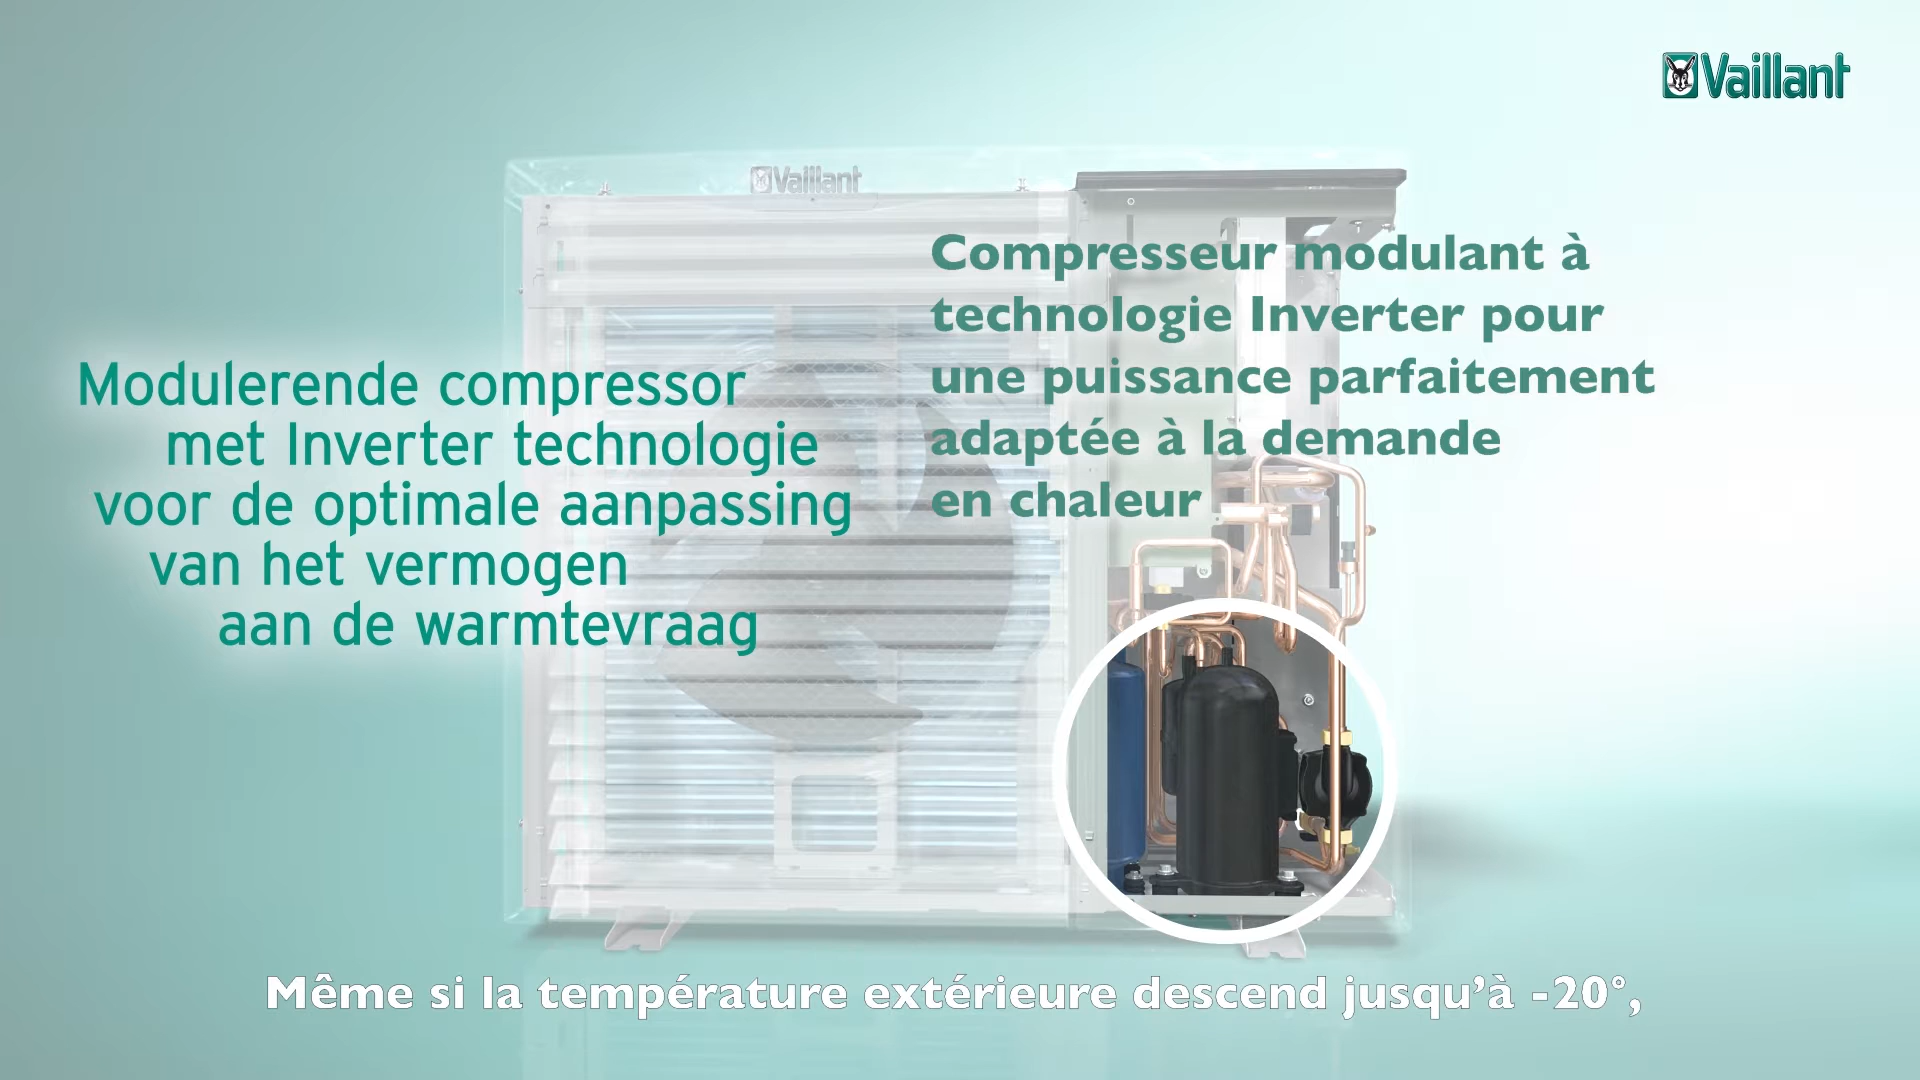 Vaillant
Vaillant
Modulerende compressor
met Inverter technologie
voor de optimale aanpassing
van het vermogen
aan de warmtevraag
Compresseur modulant à
technologie Inverter pour
une puissance parfaitement
adaptée à la demande
en chaleur
Même si la température extérieure descend jusqu’à -20°,